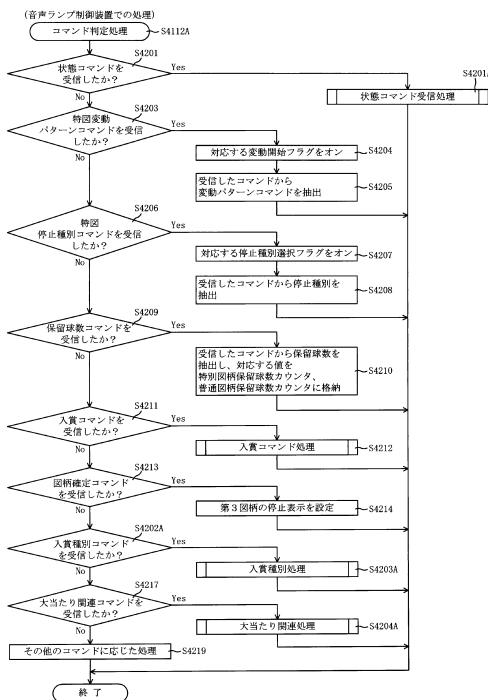 (音声ランプ制御装置での処理)
コマンド判定処理
S4112A
S4201
状態コマンドを
受信したか?
Yes
No
S4201A
状態コマンド受信処理
S4203
特図変動
パターンコマンドを受信
したか?
Yes
No
対応する変動開始フラグをオン
S4204
受信したコマンドから
変動パターンコマンドを抽出
S4205
S4206
特図
停止種別コマンドを受信
したか?
Yes
No
対応する停止種別選択フラグをオン
S4207
受信したコマンドから停止種別を
抽出
S4208
S4209
保留球数コマンドを
受信したか?
Yes
No
受信したコマンドから保留球数を
抽出し、対応する値を
特別図柄保留球数カウンタ、
普通図柄保留球数カウンタに格納
S4210
S4211
入賞コマンドを
受信したか?
Yes
No
入賞コマンド処理
S4212
S4213
図柄確定コマンド
を受信したか?
Yes
No
第3図柄の停止表示を設定
S4214
S4202A
入賞種別コマンド
を受信したか?
Yes
No
入賞種別処理
S4203A
S4217
大当たり関連コマンドを
受信したか?
Yes
No
大当たり関連処理
S4204A
その他のコマンドに応じた処理
S4219
終了